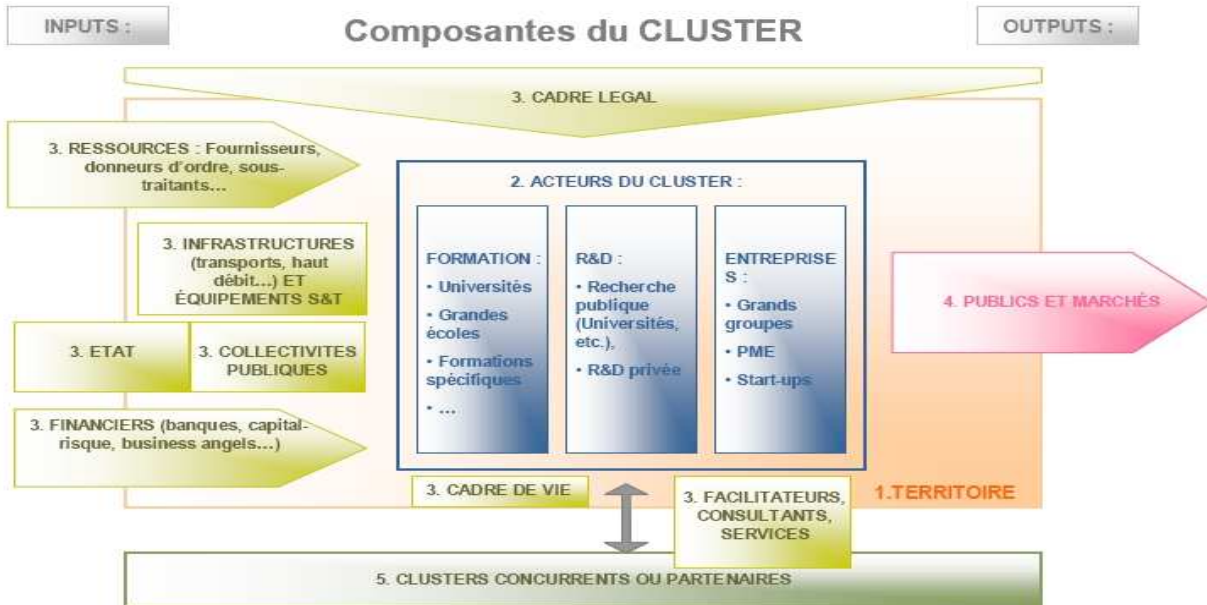 INPUTS :
Composantes du CLUSTER
OUTPUTS :
3. CADRE LEGAL
3. RESSOURCES : Fournisseurs,
donneurs d'ordre, sous-
traitants...
2. ACTEURS DU CLUSTER :
3. INFRASTRUCTURES
(transports, haut
débit...) ET
ÉQUIPEMENTS S&T
FORMATION :
• Universités
• Grandes
écoles
• Formations
spécifiques
• ...
R&D :
• Recherche
publique
(Universités,
etc.),
• R&D privée
ENTREPRISE
S :
• Grands
groupes
• PME
• Start-ups
4. PUBLICS ET MARCHÉS
3. ETAT
3. COLLECTIVITES
PUBLIQUES
3. FINANCIERS (banques, capital-
risque, business angels...)
3. CADRE DE VIE
3. FACILITATEURS,
CONSULTANTS,
SERVICES
1.TERRITOIRE
5. CLUSTERS CONCURRENTS OU PARTENAIRES